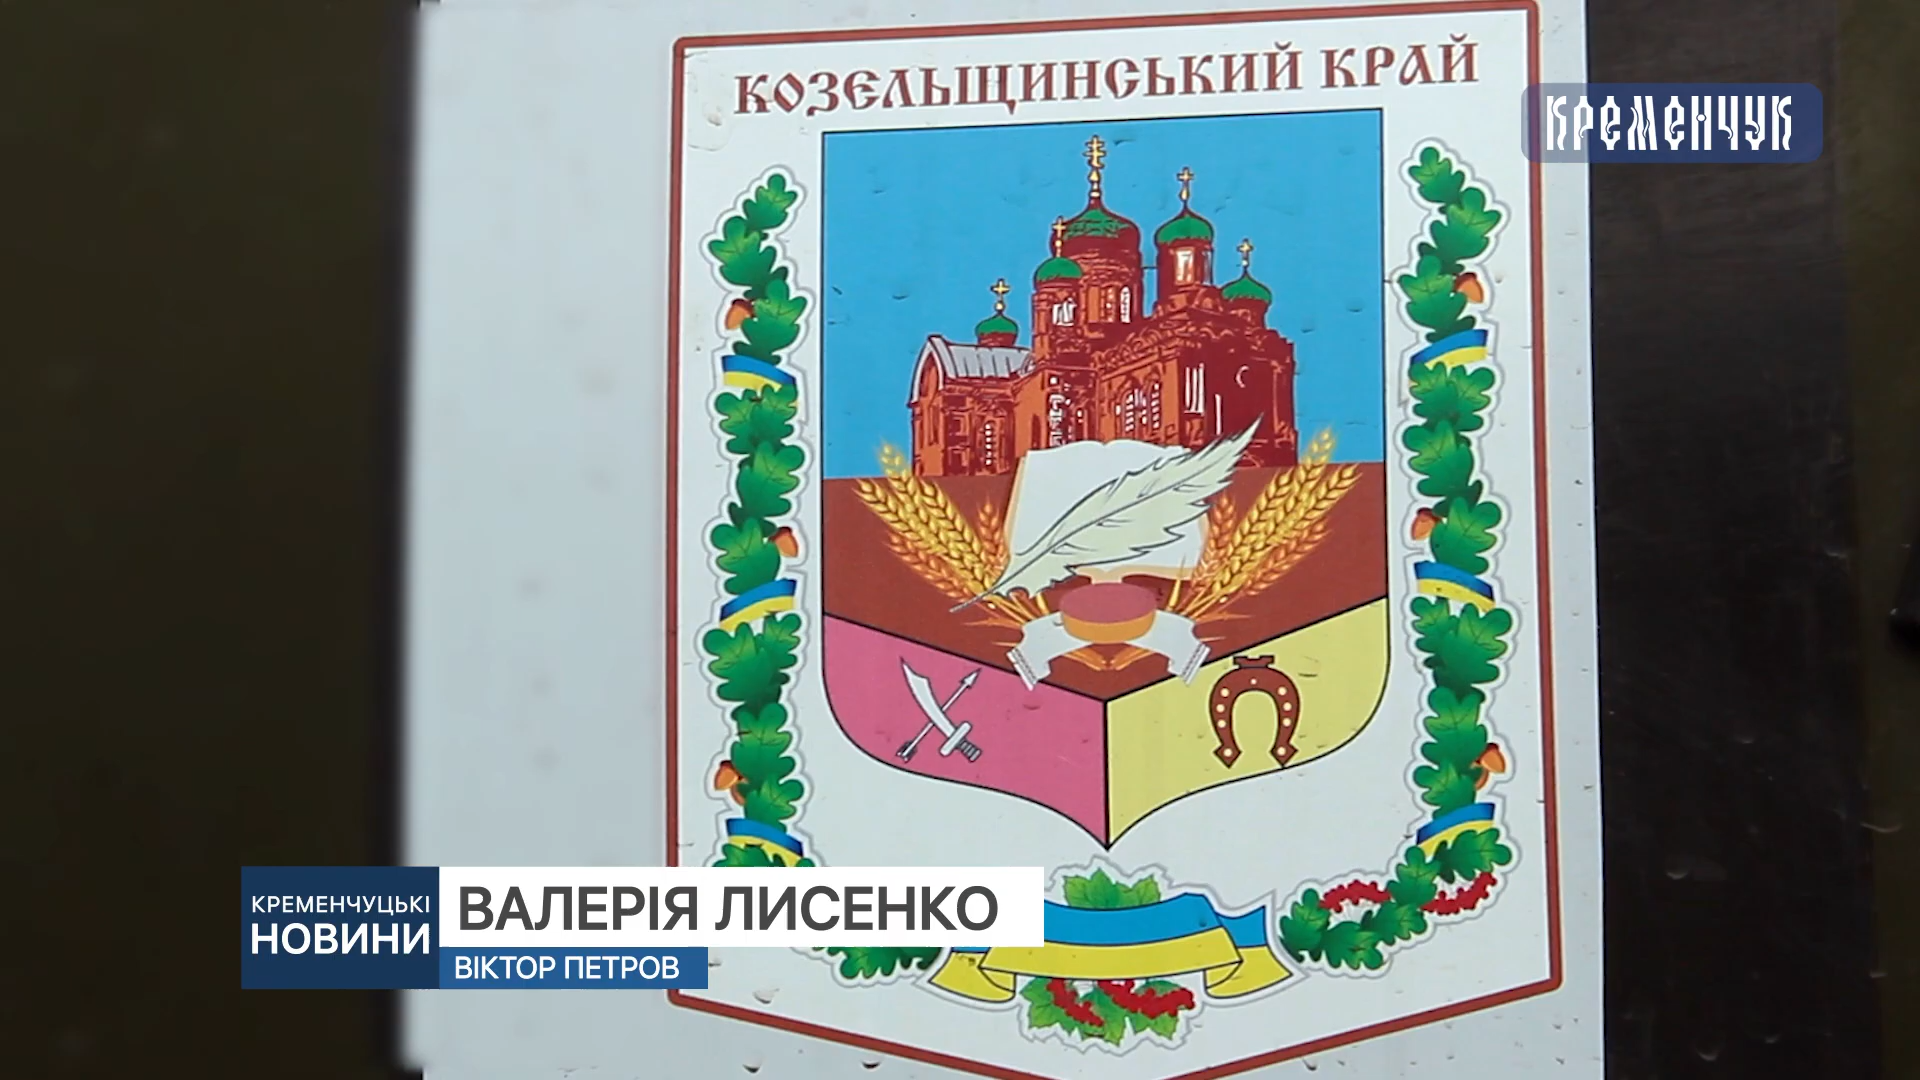 КОЗЕЛЬЩИНСЬКИЙ КРАЙ
КРЕМЕНЧУК
КРЕМЕНЧУЦЬКІ
НОВИНИ
ВАЛЕРІЯ ЛИСЕНКО
ВІКТОР ПЕТРОВ